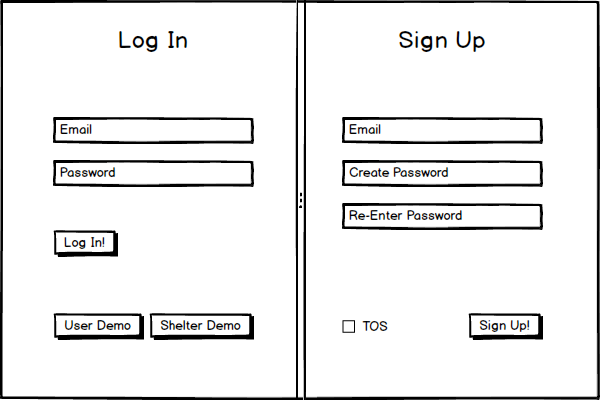 Log In
Email
Password
Log In!
User Demo
Shelter Demo
Sign Up
Email
Create Password
Re-Enter Password
TOS
Sign Up!